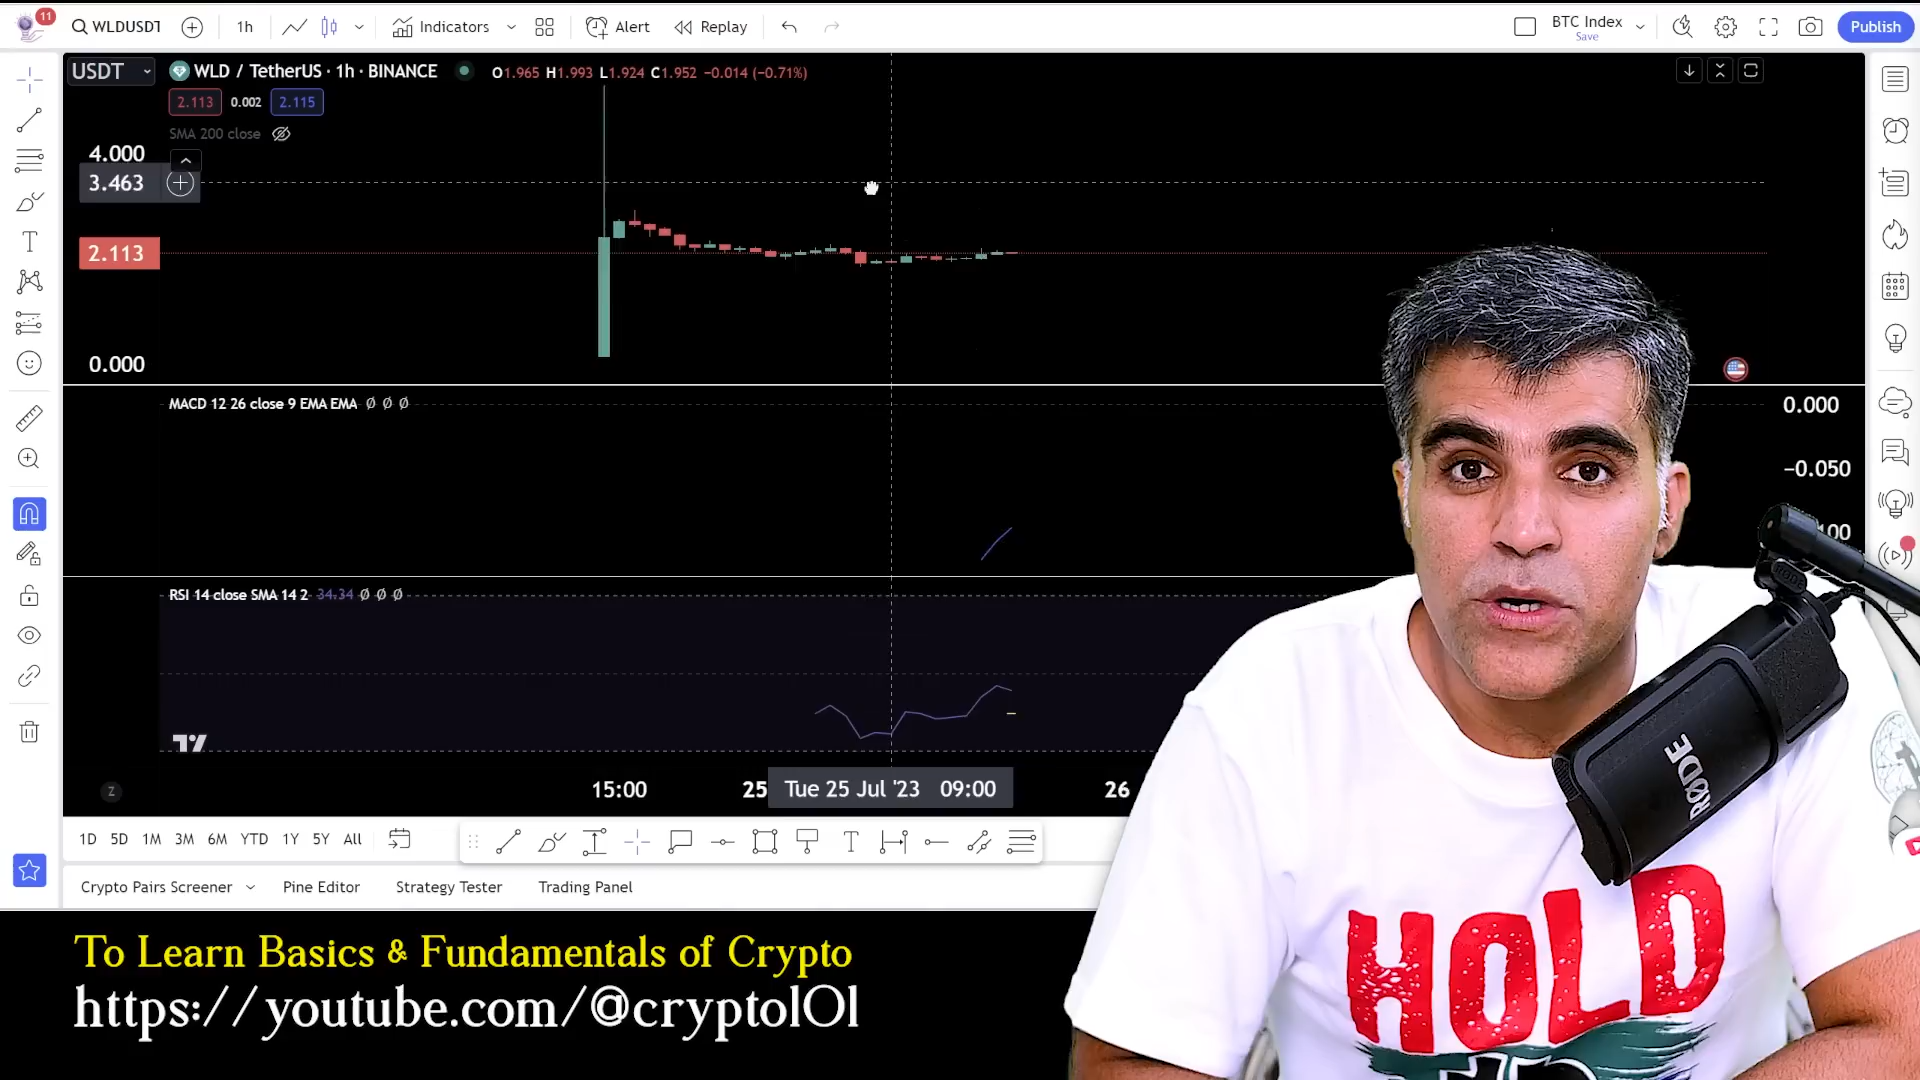 11
WLDUSDT
1h
Indicators
Alert
Replay
BTC Index
Save
Publish
USDT
WLD / TetherUS · 1h · BINANCE
O1.965 H1.993 L1.924 C1.952 −0.014 (−0.71%)
2.113 0.002 2.115
SMA 200 close
4.000
3.463
2.113
0.000
MACD 12 26 close 9 EMA EMA Ø Ø Ø
0.000
−0.050
RSI 14 close SMA 14 2 34.34 Ø Ø Ø
15:00
25
Tue 25 Jul '23 09:00
26
Z
1D 5D 1M 3M 6M YTD 1Y 5Y All
Crypto Pairs Screener
Pine Editor
Strategy Tester
Trading Panel
To Learn Basics & Fundamentals of Crypto
https://youtube.com/@crypto101
RØDE
HOLD